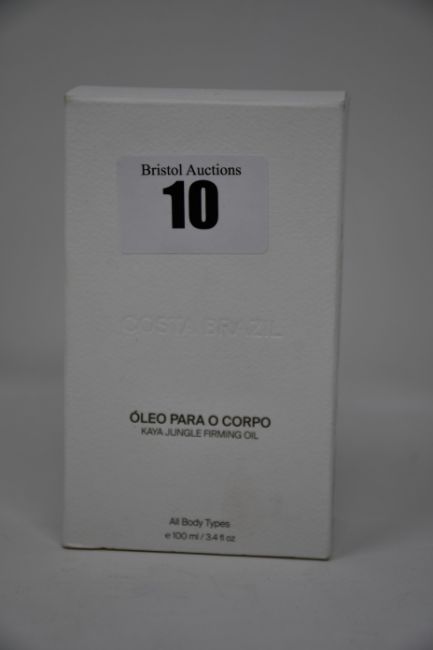 Bristol Auctions
10
COSTA BRAZIL
ÓLEO PARA O CORPO
KAYA JUNGLE FIRMING OIL
All Body Types
e 100 ml / 3.4 fl oz